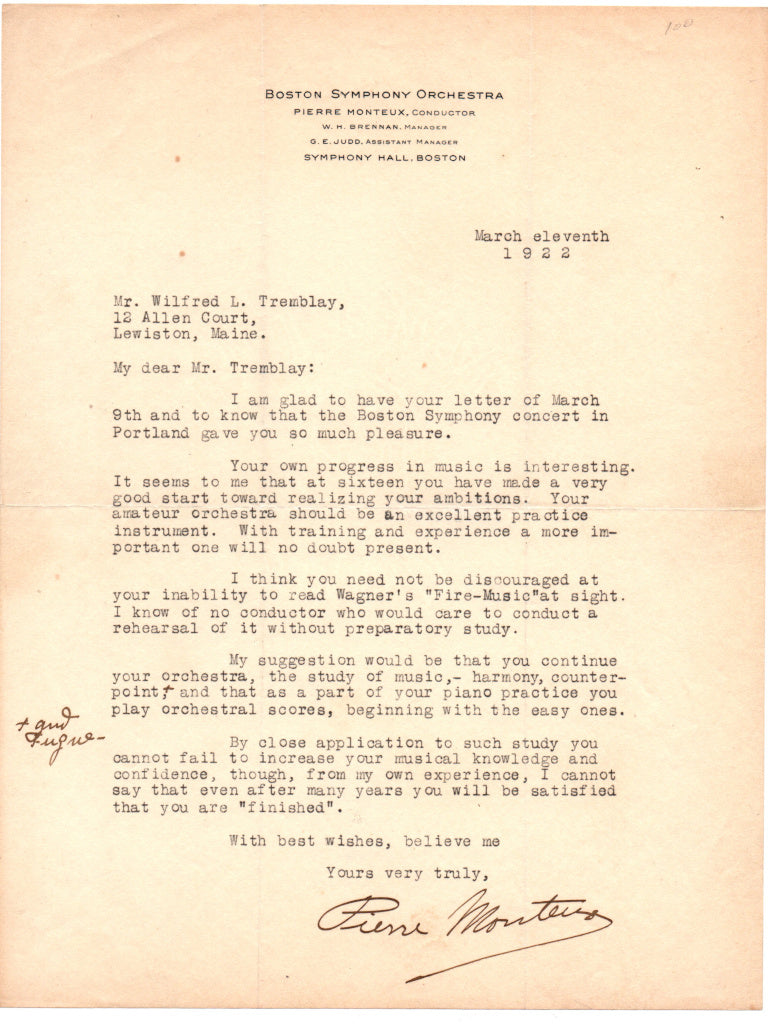 100
BOSTON SYMPHONY ORCHESTRA
PIERRE MONTEUX, CONDUCTOR
W. H. BRENNAN, MANAGER
G. E. JUDD, ASSISTANT MANAGER
SYMPHONY HALL, BOSTON
March eleventh
1 9 2 2
Mr. Wilfred L. Tremblay,
12 Allen Court,
Lewiston, Maine.
My dear Mr. Tremblay:
I am glad to have your letter of March
9th and to know that the Boston Symphony concert in
Portland gave you so much pleasure.
Your own progress in music is interesting.
It seems to me that at sixteen you have made a very
good start toward realizing your ambitions. Your
amateur orchestra should be an excellent practice
instrument. With training and experience a more im-
portant one will no doubt present.
I think you need not be discouraged at
your inability to read Wagner's "Fire-Music"at sight.
I know of no conductor who would care to conduct a
rehearsal of it without preparatory study.
My suggestion would be that you continue
your orchestra, the study of music,- harmony, counter-
point,+ and that as a part of your piano practice you
play orchestral scores, beginning with the easy ones.
+ and
Fugue-
By close application to such study you
cannot fail to increase your musical knowledge and
confidence, though, from my own experience, I cannot
say that even after many years you will be satisfied
that you are "finished".
With best wishes, believe me
Yours very truly,
Pierre Monteux